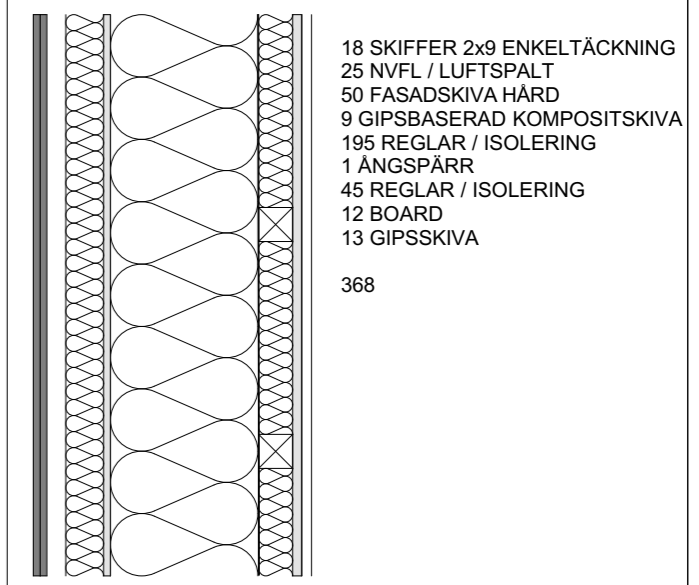 18 SKIFFER 2x9 ENKELTÄCKNING
25 NVFL / LUFTSPALT
50 FASADSKIVA HÅRD
9 GIPSBASERAD KOMPOSITSKIVA
195 REGLAR / ISOLERING
1 ÅNGSPÄRR
45 REGLAR / ISOLERING
12 BOARD
13 GIPSSKIVA
368